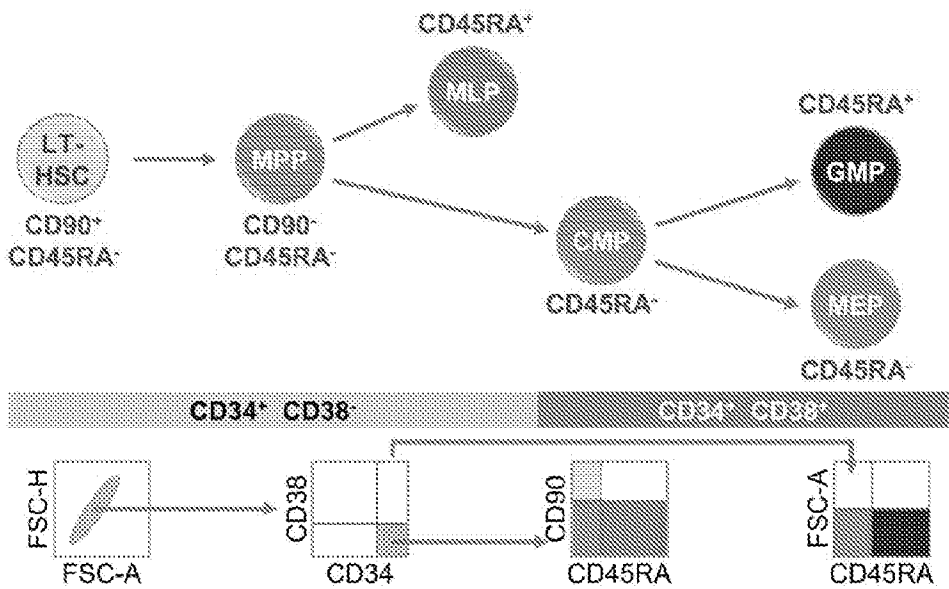 CD45RA⁺
MLP
CD45RA⁺
LT-
HSC
MPP
GMP
CD90⁺
CD45RA⁻
CD90⁻
CD45RA⁻
CMP
CD45RA⁻
MEP
CD45RA⁻
CD34⁺ CD38⁻
CD34 CD38⁺
FSC-H
FSC-A
CD38
CD34
CD90
CD45RA
FSC-A
CD45RA